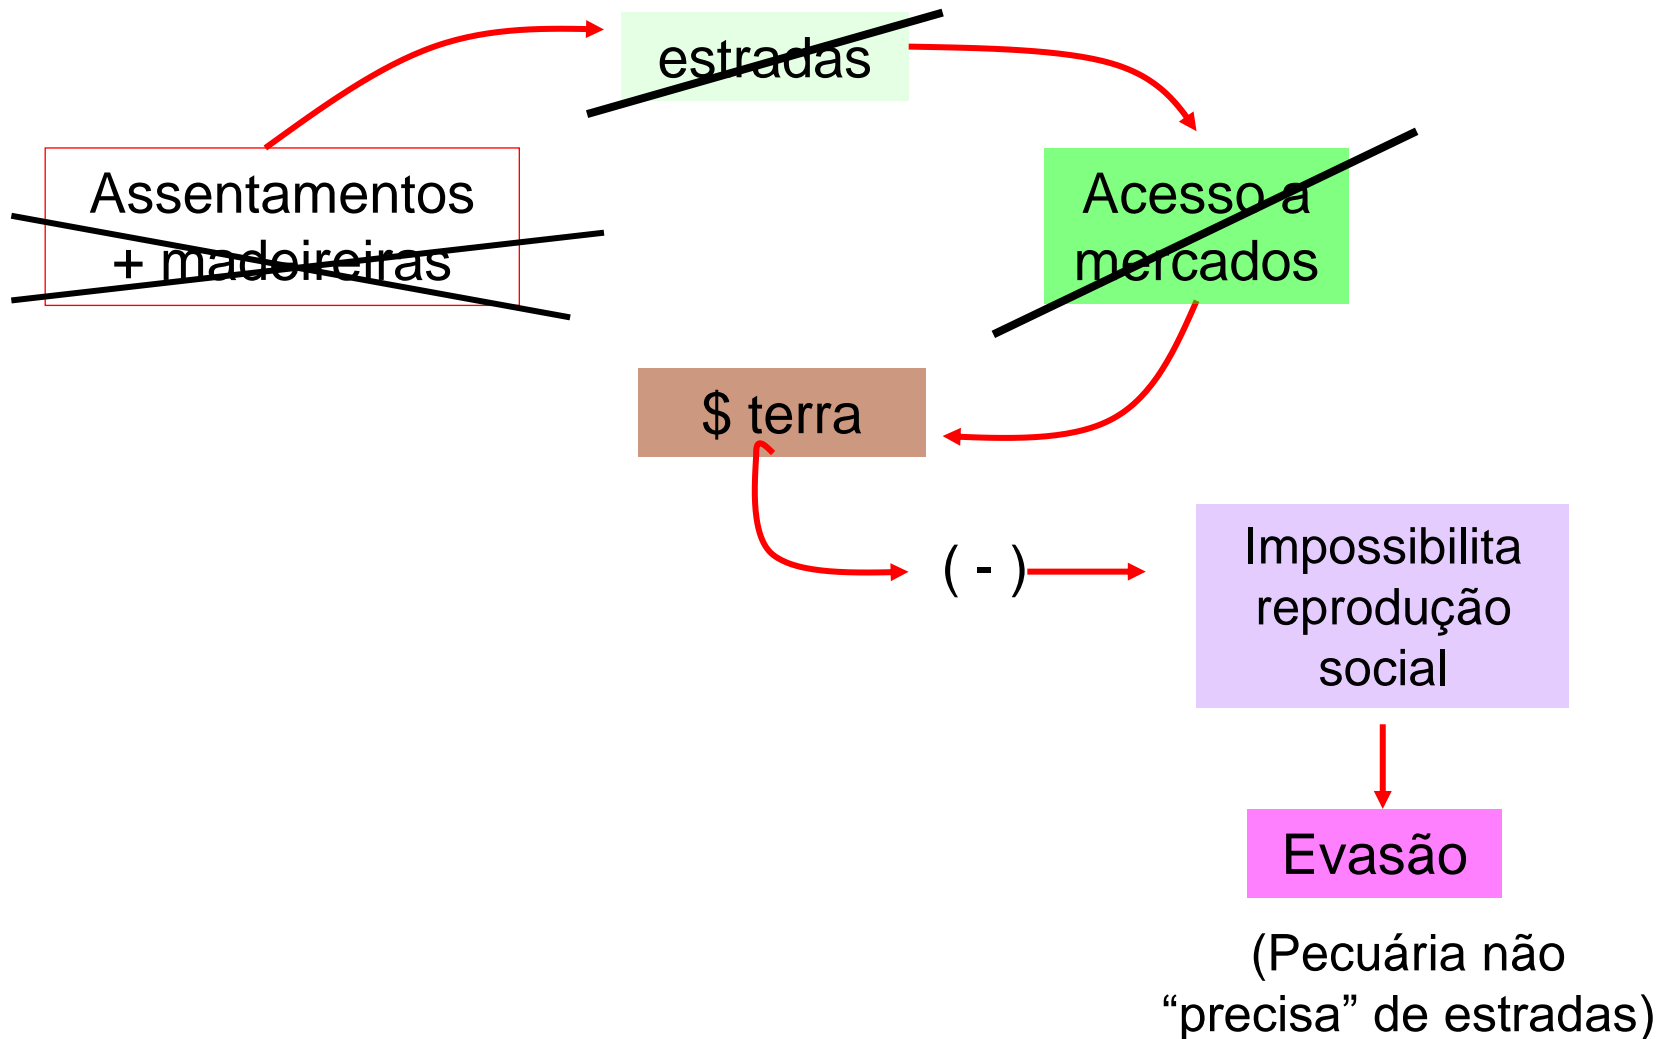 estradas
Assentamentos
+ madeireiras
Acesso a
mercados
$ terra
( - )
Impossibilita
reprodução
social
Evasão
(Pecuária não
“precisa” de estradas)